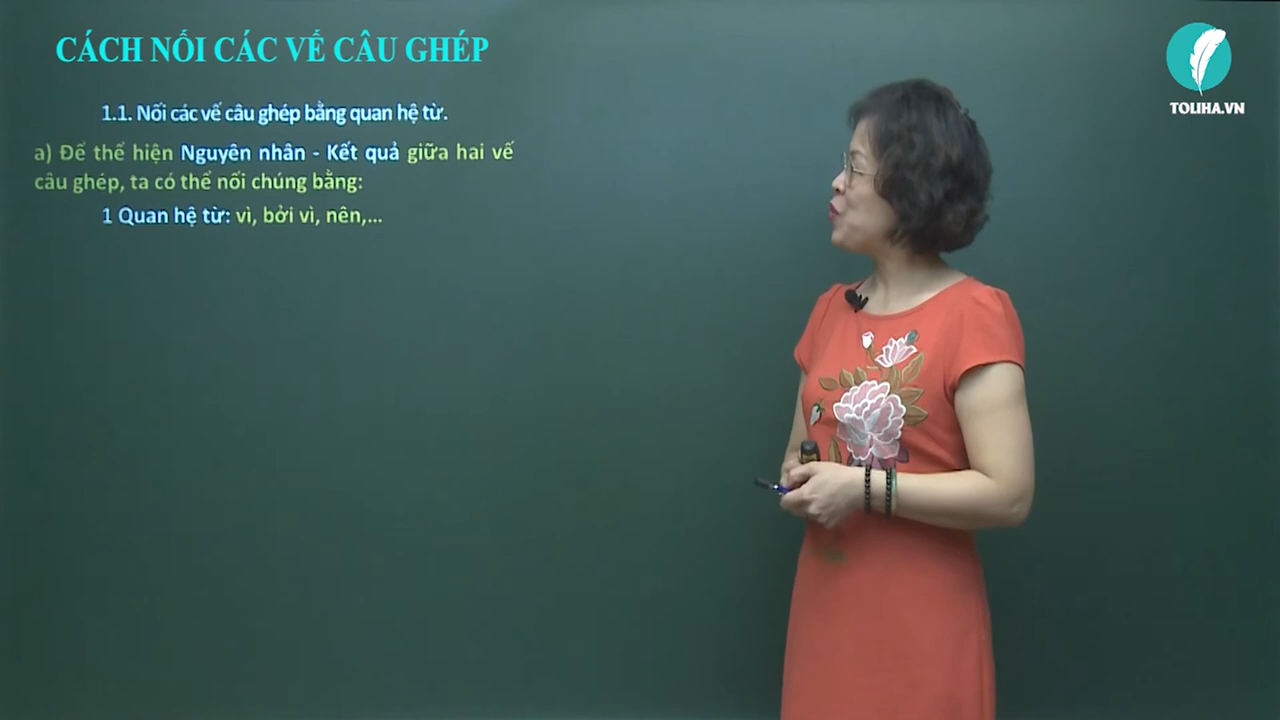 CÁCH NỐI CÁC VẾ CÂU GHÉP
TOLIHA.VN
1.1. Nối các vế câu ghép bằng quan hệ từ.
a) Để thể hiện Nguyên nhân - Kết quả giữa hai vế
câu ghép, ta có thể nối chúng bằng:
1 Quan hệ từ: vì, bởi vì, nên,...